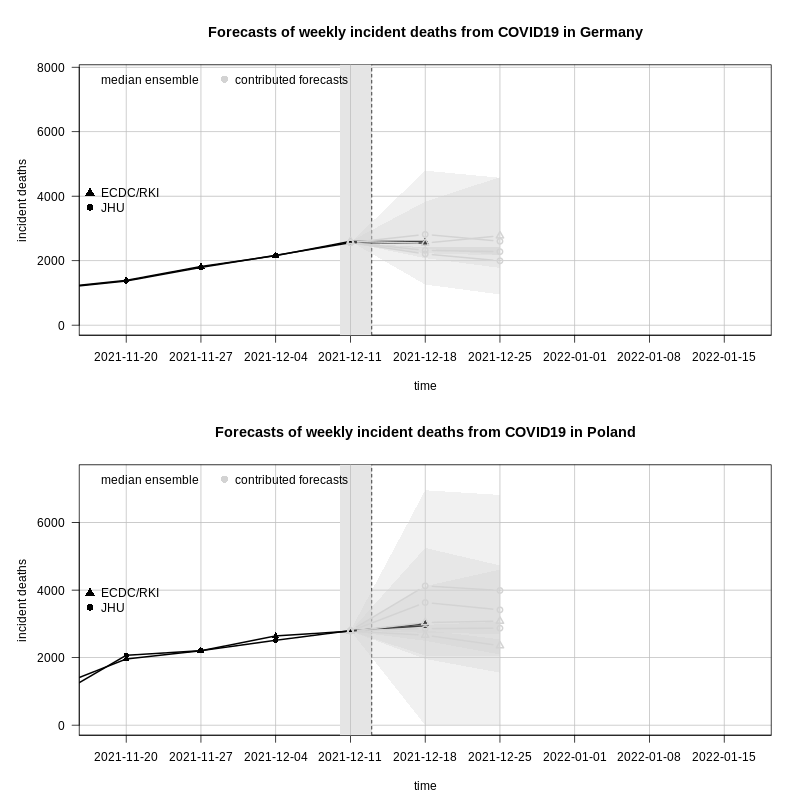 Forecasts of weekly incident deaths from COVID19 in Germany
median ensemble contributed forecasts
ECDC/RKI
JHU
incident deaths
8000
6000
4000
2000
0
2021-11-20 2021-11-27 2021-12-04 2021-12-11 2021-12-18 2021-12-25 2022-01-01 2022-01-08 2022-01-15
time
Forecasts of weekly incident deaths from COVID19 in Poland
median ensemble contributed forecasts
ECDC/RKI
JHU
incident deaths
6000
4000
2000
0
2021-11-20 2021-11-27 2021-12-04 2021-12-11 2021-12-18 2021-12-25 2022-01-01 2022-01-08 2022-01-15
time